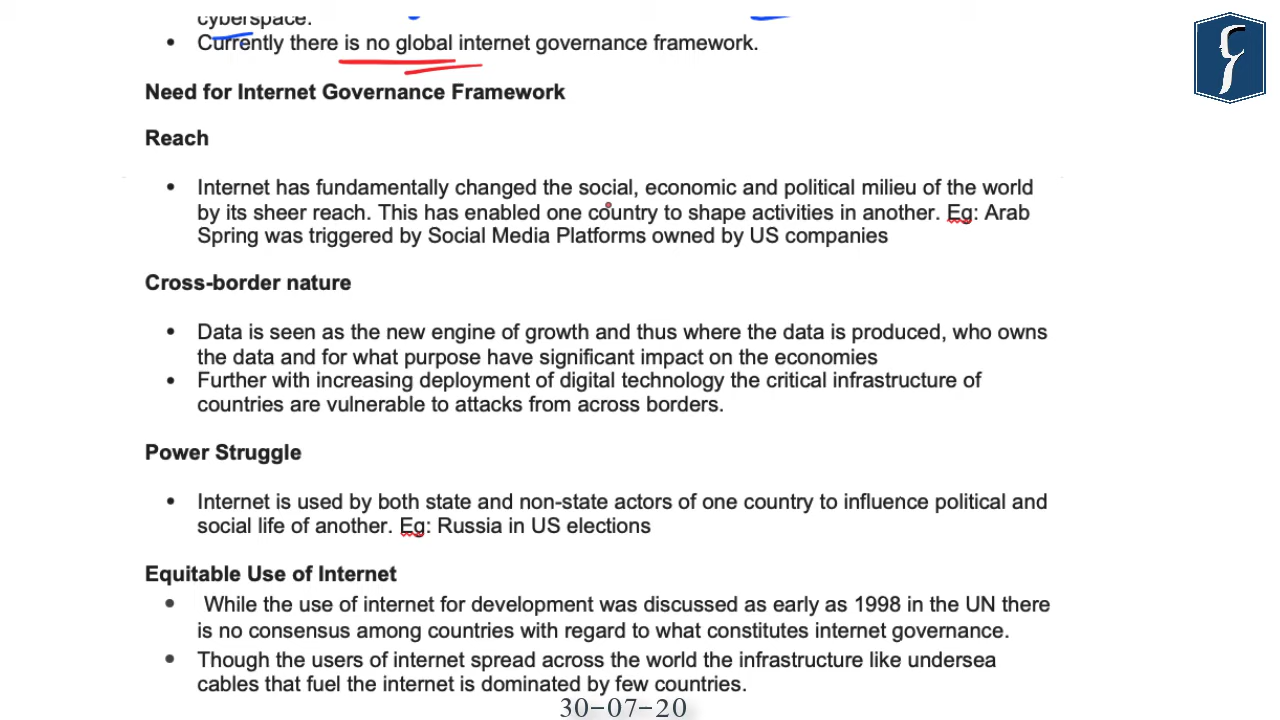 cyberspace.
• Currently there is no global internet governance framework.
Need for Internet Governance Framework
Reach
• Internet has fundamentally changed the social, economic and political milieu of the world
by its sheer reach. This has enabled one country to shape activities in another. Eg: Arab
Spring was triggered by Social Media Platforms owned by US companies
Cross-border nature
• Data is seen as the new engine of growth and thus where the data is produced, who owns
the data and for what purpose have significant impact on the economies
• Further with increasing deployment of digital technology the critical infrastructure of
countries are vulnerable to attacks from across borders.
Power Struggle
• Internet is used by both state and non-state actors of one country to influence political and
social life of another. Eg: Russia in US elections
Equitable Use of Internet
• While the use of internet for development was discussed as early as 1998 in the UN there
is no consensus among countries with regard to what constitutes internet governance.
• Though the users of internet spread across the world the infrastructure like undersea
cables that fuel the internet is dominated by few countries.
30-07-20